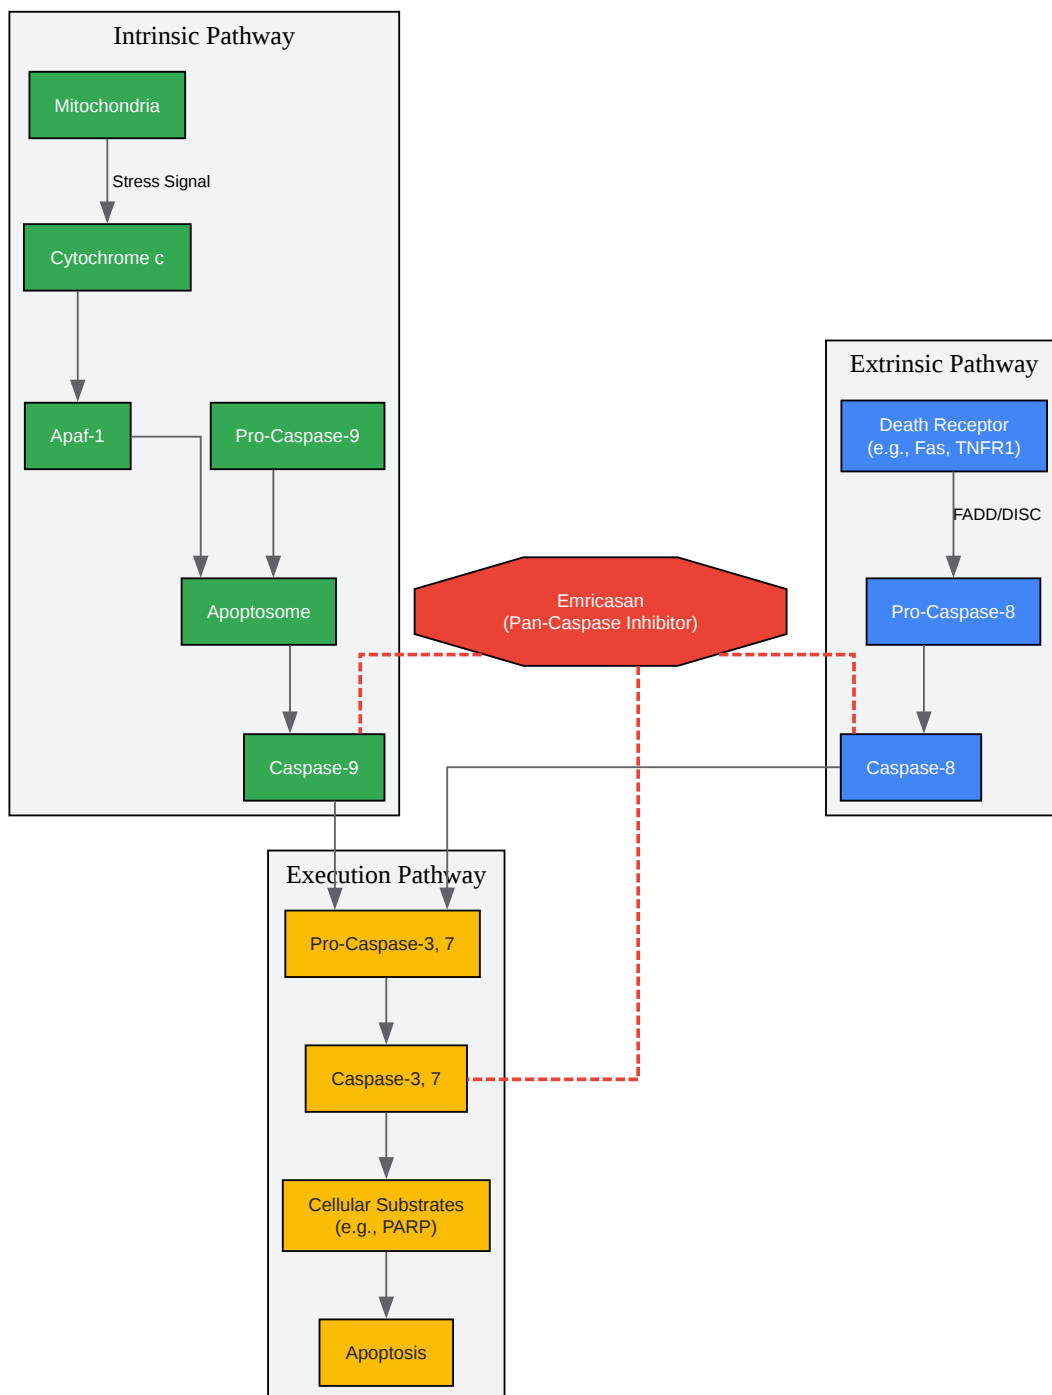 Intrinsic Pathway
Mitochondria
Stress Signal
Cytochrome c
Apaf-1
Pro-Caspase-9
Apoptosome
Caspase-9
Emricasan
(Pan-Caspase Inhibitor)
Extrinsic Pathway
Death Receptor
(e.g., Fas, TNFR1)
FADD/DISC
Pro-Caspase-8
Caspase-8
Execution Pathway
Pro-Caspase-3, 7
Caspase-3, 7
Cellular Substrates
(e.g., PARP)
Apoptosis